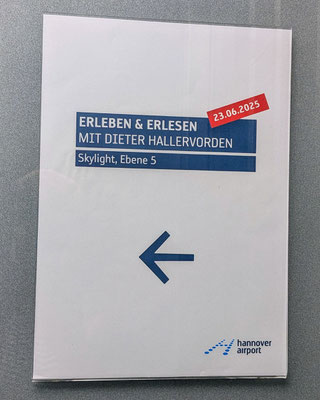 23.06.2025
ERLEBEN & ERLESEN
MIT DIETER HALLERVORDEN
Skylight, Ebene 5
hannover
airport